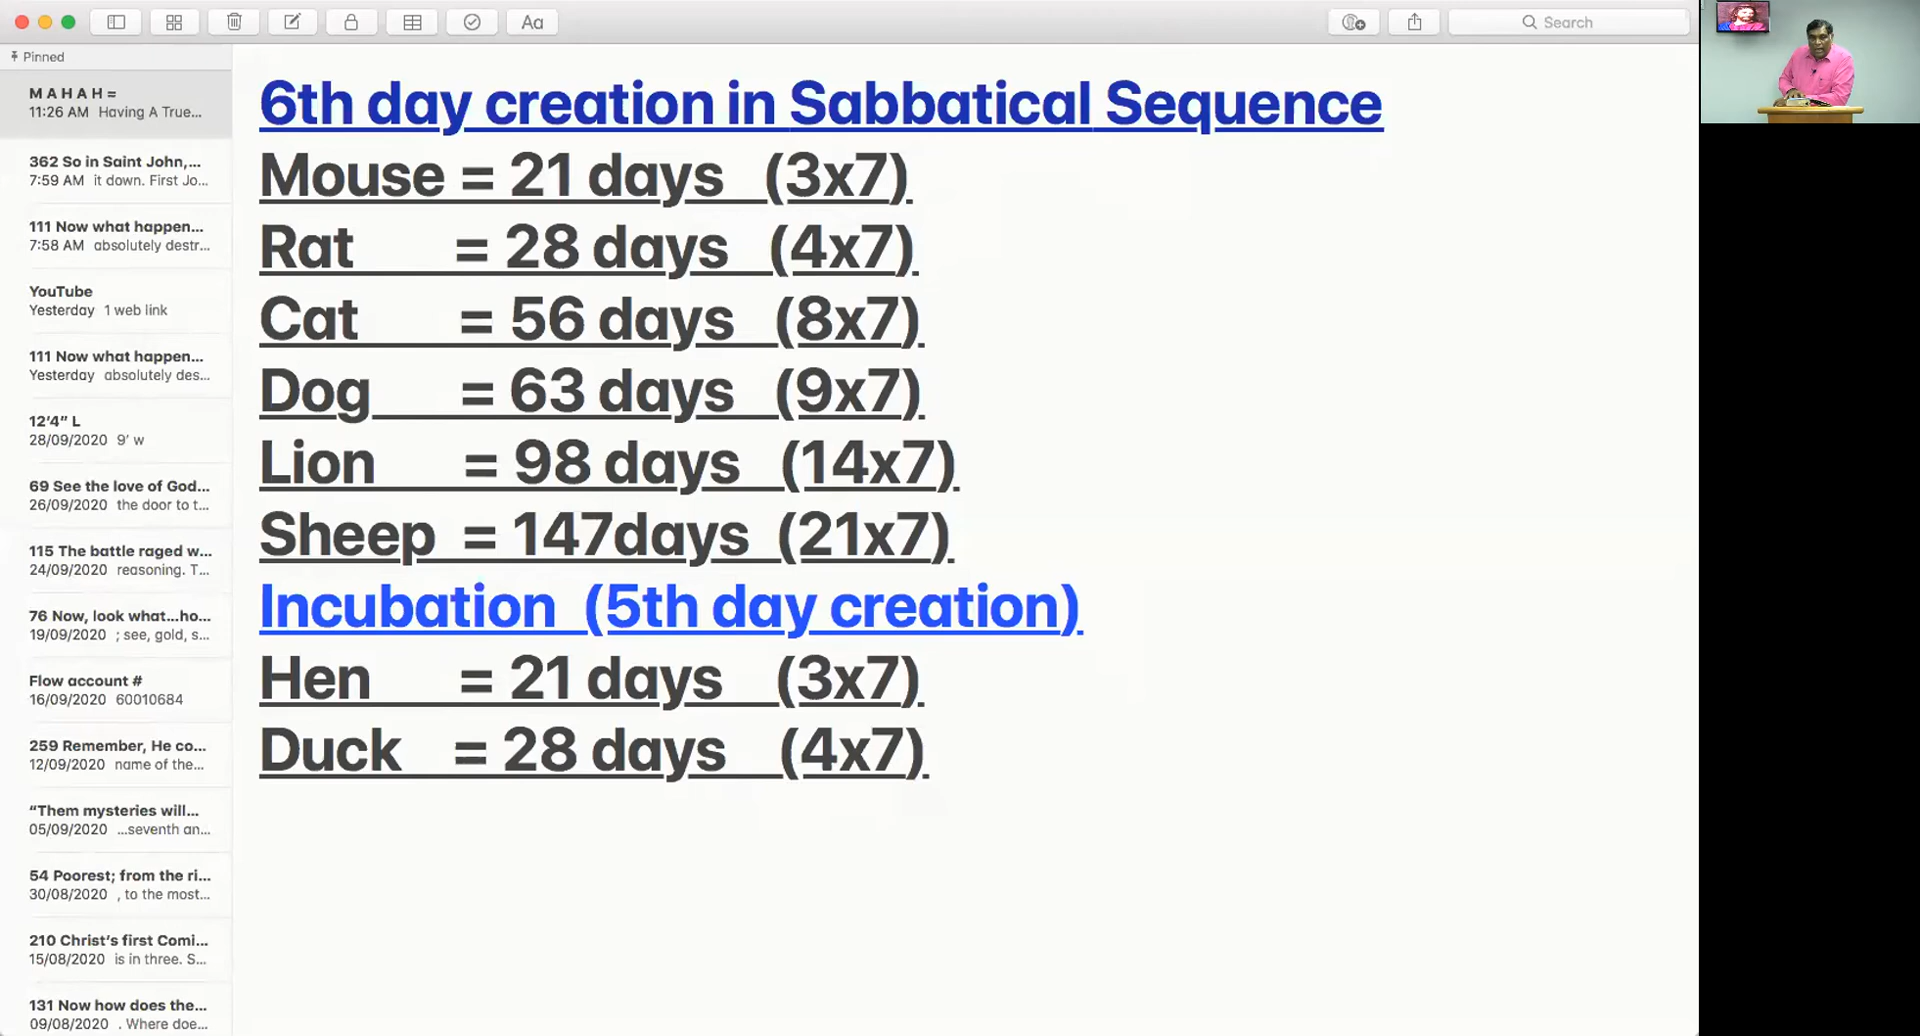 Aa
Search
Pinned
M A H A H =
11:26 AM Having A True...
362 So in Saint John,...
7:59 AM it down. First Jo...
111 Now what happen...
7:58 AM absolutely destr...
YouTube
Yesterday 1 web link
111 Now what happen...
Yesterday absolutely des...
12'4" L
28/09/2020 9' w
69 See the love of God...
26/09/2020 the door to t...
115 The battle raged w...
24/09/2020 reasoning. T...
76 Now, look what...ho...
19/09/2020 ; see, gold, s...
Flow account #
16/09/2020 60010684
259 Remember, He co...
12/09/2020 name of the...
“Them mysteries will...
05/09/2020 ...seventh an...
54 Poorest; from the ri...
30/08/2020 , to the most...
210 Christ’s first Comi...
15/08/2020 is in three. S...
131 Now how does the...
09/08/2020 . Where doe...
6th day creation in Sabbatical Sequence
Mouse = 21 days (3x7)
Rat = 28 days (4x7)
Cat = 56 days (8x7)
Dog = 63 days (9x7)
Lion = 98 days (14x7)
Sheep = 147days (21x7)
Incubation (5th day creation)
Hen = 21 days (3x7)
Duck = 28 days (4x7)